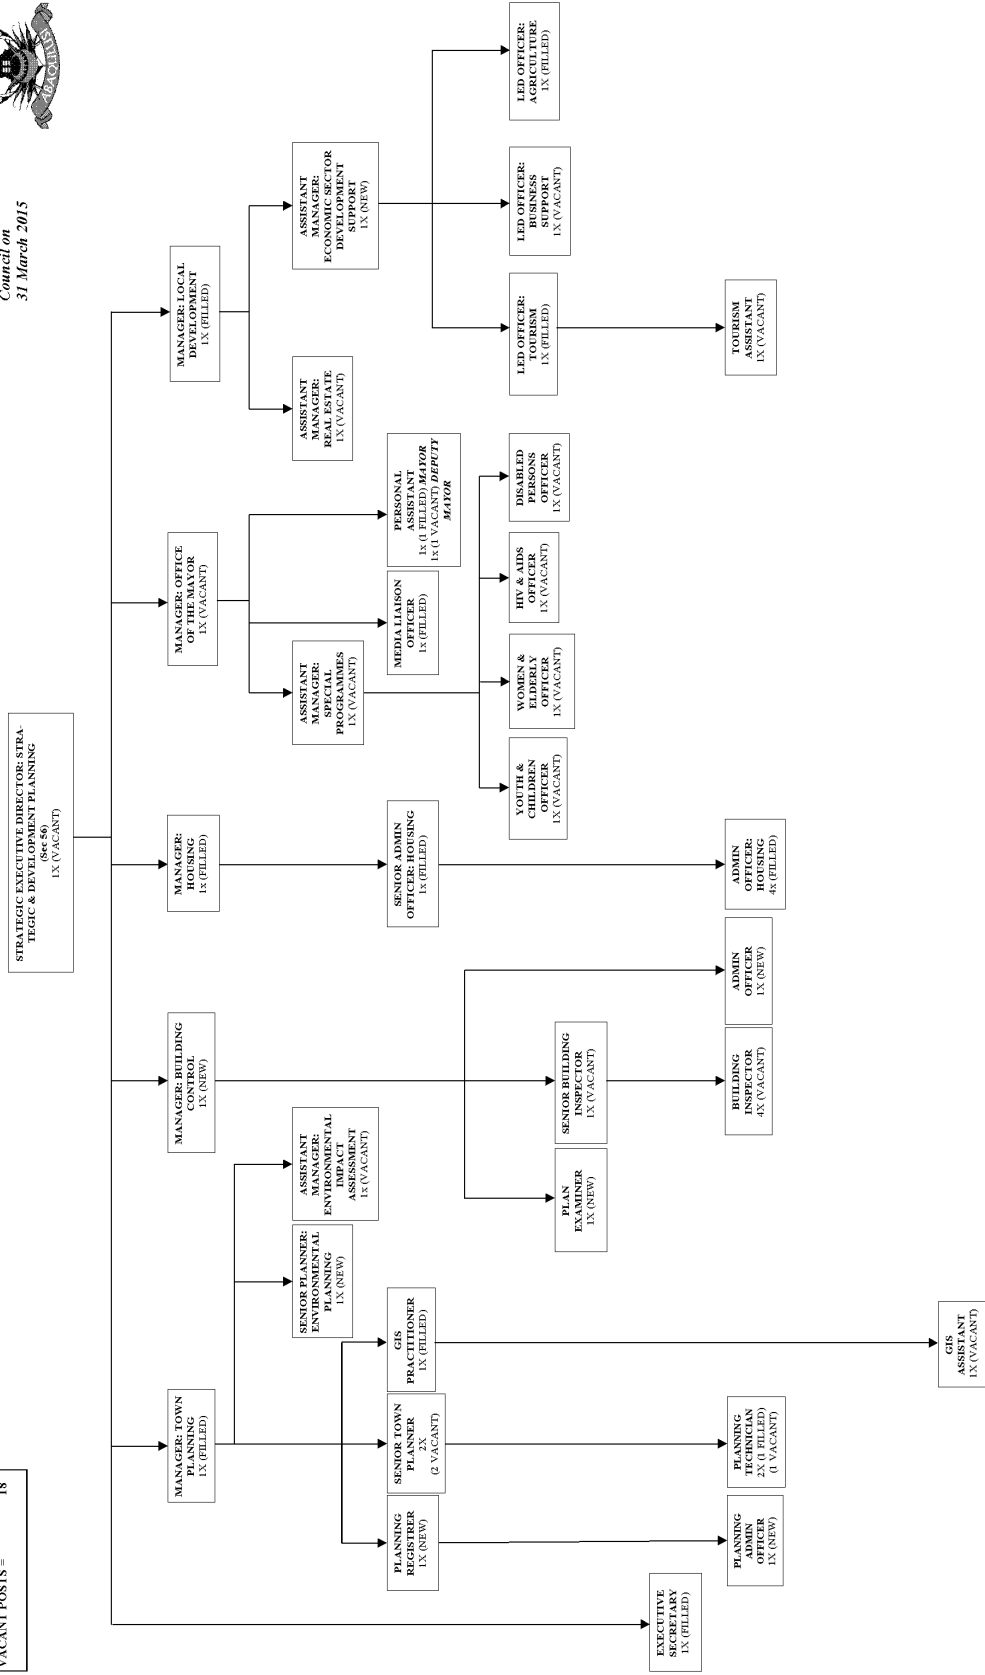 VACANT POSTS = 18
Council on
31 March 2015
ABAQULUSI
STRATEGIC EXECUTIVE DIRECTOR: STRA-
TEGIC & DEVELOPMENT PLANNING
(Sec 56)
1X (VACANT)
EXECUTIVE
SECRETARY
1X (FILLED)
MANAGER: TOWN
PLANNING
1X (FILLED)
MANAGER: BUILDING
CONTROL
1X (NEW)
MANAGER:
HOUSING
1x (FILLED)
MANAGER: OFFICE
OF THE MAYOR
1X (VACANT)
MANAGER: LOCAL
DEVELOPMENT
1X (FILLED)
SENIOR PLANNER:
ENVIRONMENTAL
PLANNING
1X (NEW)
ASSISTANT
MANAGER:
ENVIRONMENTAL
IMPACT
ASSESSMENT
1x (VACANT)
ASSISTANT
MANAGER:
SPECIAL
PROGRAMMES
1X (VACANT)
ASSISTANT
MANAGER:
REAL ESTATE
1X (VACANT)
ASSISTANT
MANAGER:
ECONOMIC SECTOR
DEVELOPMENT
SUPPORT
1X (NEW)
PLANNING
REGISTRER
1X (NEW)
SENIOR TOWN
PLANNER
2X
(2 VACANT)
GIS
PRACTITIONER
1X (FILLED)
SENIOR ADMIN
OFFICER: HOUSING
1x (FILLED)
MEDIA LIAISON
OFFICER
1x (FILLED)
PERSONAL
ASSISTANT
1x (1 FILLED) MAYOR
1x (1 VACANT) DEPUTY
MAYOR
PLAN
EXAMINER
1X (NEW)
SENIOR BUILDING
INSPECTOR
1X (VACANT)
YOUTH &
CHILDREN
OFFICER
1X (VACANT)
WOMEN &
ELDERLY
OFFICER
1X (VACANT)
HIV & AIDS
OFFICER
1X (VACANT)
DISABLED
PERSONS
OFFICER
1X (VACANT)
LED OFFICER:
TOURISM
1X (FILLED)
LED OFFICER:
BUSINESS
SUPPORT
1X (VACANT)
LED OFFICER:
AGRICULTURE
1X (FILLED)
PLANNING
ADMIN
OFFICER
1X (NEW)
PLANNING
TECHNICIAN
2X (1 FILLED)
(1 VACANT)
BUILDING
INSPECTOR
4X (VACANT)
ADMIN
OFFICER
1X (NEW)
ADMIN
OFFICER:
HOUSING
4x (FILLED)
TOURISM
ASSISTANT
1X (VACANT)
GIS
ASSISTANT
1X (VACANT)